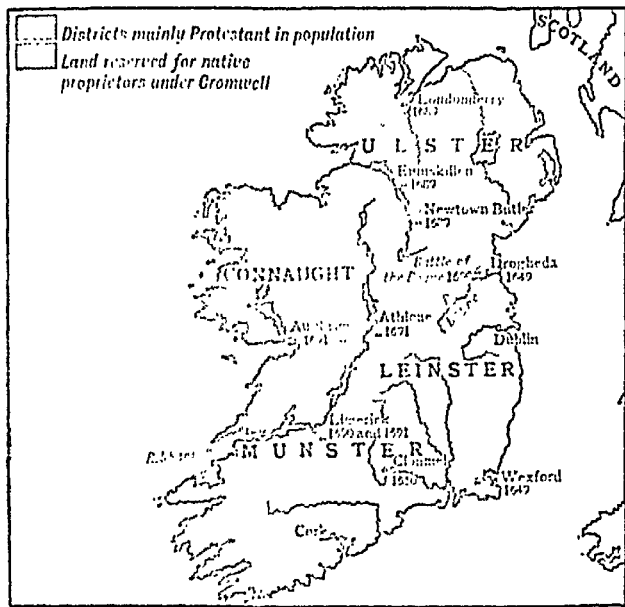 Districts mainly Protestant in population
Land reserved for native
proprietors under Cromwell
SCOTLAND
Londonderry
ULSTER
Enniskillen
1689
Newtown Butler
Battle of
the Boyne
Drogheda
1649
CONNAUGHT
Athlone
Dublin
LEINSTER
Limerick
1690 and 1691
MUNSTER
Clonmel
1650
Wexford
1649
Cork